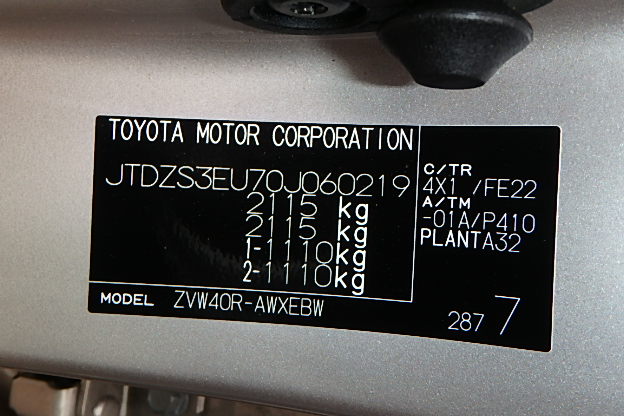 TOYOTA MOTOR CORPORATION
JTDZS3EU70J060219
2115 kg
2115 kg
1-1110kg
2-1110kg
C/TR
4X1 /FE22
A/TM
-01A/P410
PLANTA32
MODEL ZVW40R-AWXEBW
287 7